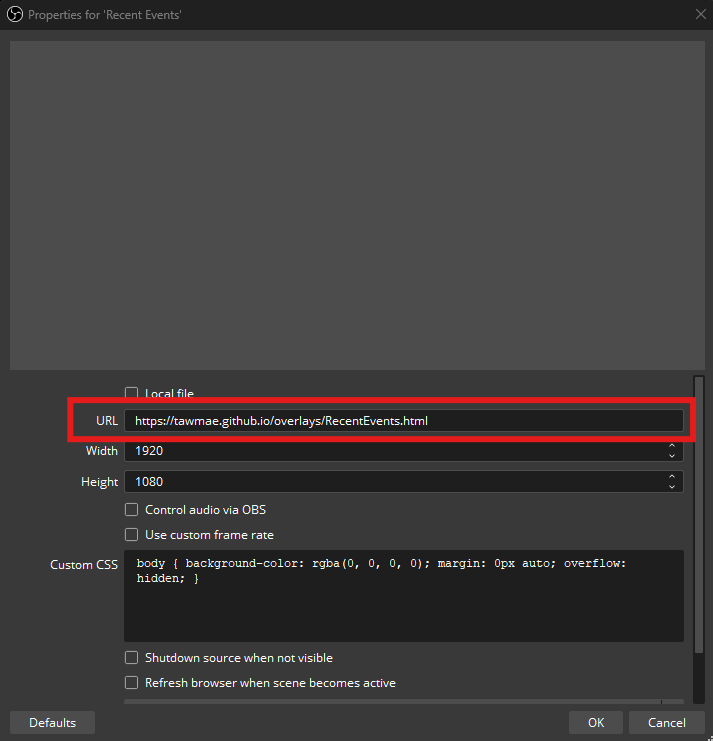 Properties for 'Recent Events'
Local file
URL https://tawmae.github.io/overlays/RecentEvents.html
Width 1920
Height 1080
Control audio via OBS
Use custom frame rate
Custom CSS body { background-color: rgba(0, 0, 0, 0); margin: 0px auto; overflow:
hidden; }
Shutdown source when not visible
Refresh browser when scene becomes active
Defaults OK Cancel